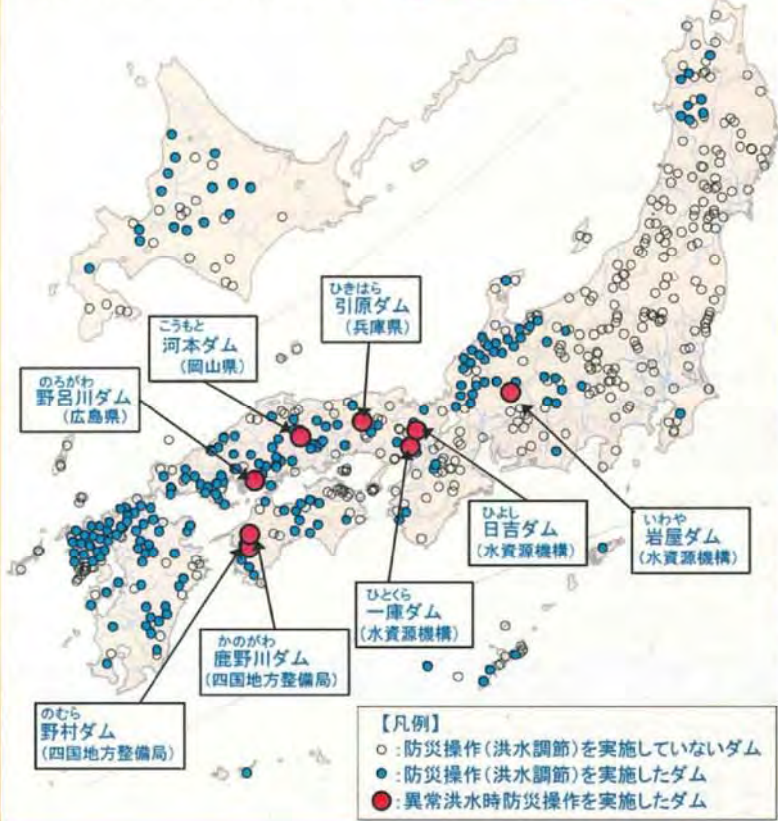 ひきはら
引原ダム
(兵庫県)
こうもと
河本ダム
(岡山県)
のろがわ
野呂川ダム
(広島県)
ひよし
日吉ダム
(水資源機構)
いわや
岩屋ダム
(水資源機構)
ひとくら
一庫ダム
(水資源機構)
かのがわ
鹿野川ダム
(四国地方整備局)
のむら
野村ダム
(四国地方整備局)
【凡例】
○:防災操作(洪水調節)を実施していないダム
●:防災操作(洪水調節)を実施したダム
●:異常洪水時防災操作を実施したダム